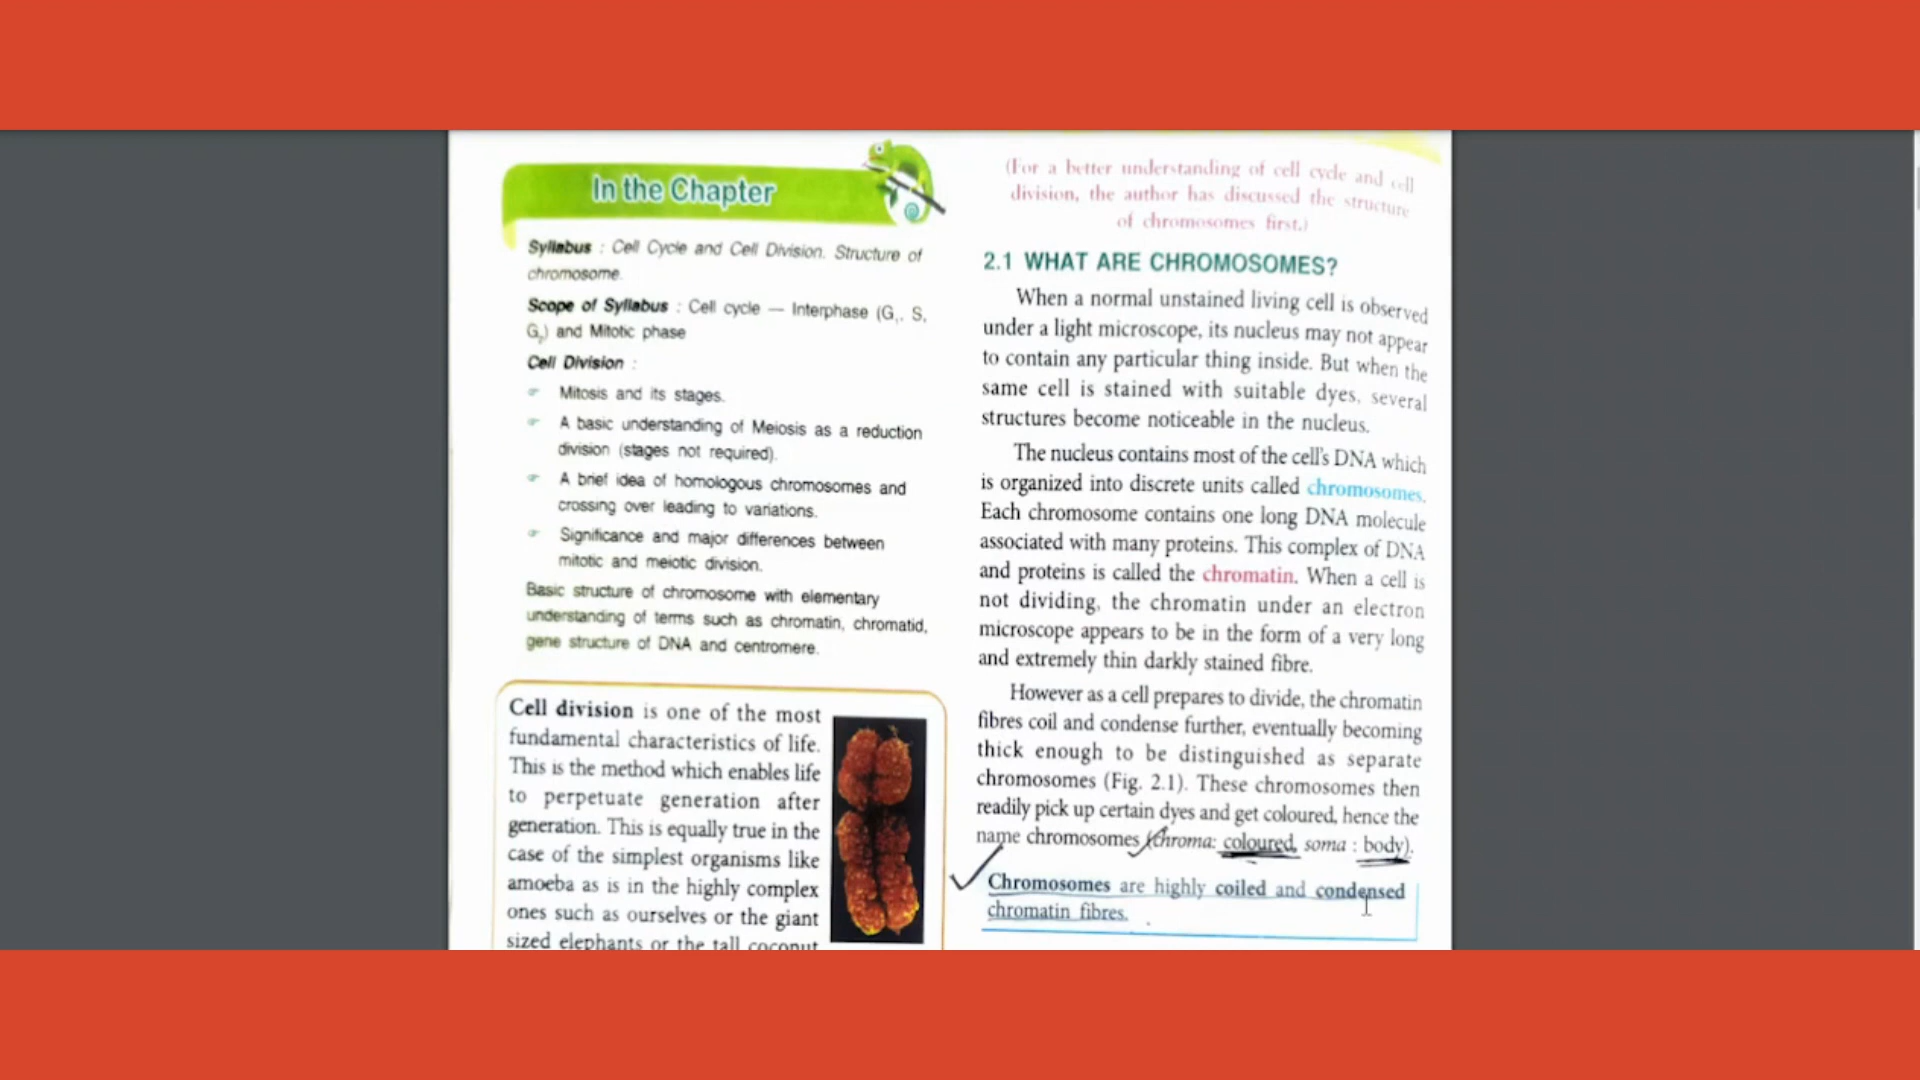 In the Chapter
Syllabus : Cell Cycle and Cell Division. Structure of
chromosome.
Scope of Syllabus : Cell cycle — Interphase (G₁, S,
G₂) and Mitotic phase
Cell Division :
Mitosis and its stages.
A basic understanding of Meiosis as a reduction
division (stages not required).
A brief idea of homologous chromosomes and
crossing over leading to variations.
Significance and major differences between
mitotic and meiotic division.
Basic structure of chromosome with elementary
understanding of terms such as chromatin, chromatid,
gene structure of DNA and centromere.
Cell division is one of the most
fundamental characteristics of life.
This is the method which enables life
to perpetuate generation after
generation. This is equally true in the
case of the simplest organisms like
amoeba as is in the highly complex
ones such as ourselves or the giant
sized elephants or the tall coconut
(For a better understanding of cell cycle and cell
division, the author has discussed the structure
of chromosomes first.)
2.1 WHAT ARE CHROMOSOMES?
When a normal unstained living cell is observed
under a light microscope, its nucleus may not appear
to contain any particular thing inside. But when the
same cell is stained with suitable dyes, several
structures become noticeable in the nucleus.
The nucleus contains most of the cell's DNA which
is organized into discrete units called chromosomes.
Each chromosome contains one long DNA molecule
associated with many proteins. This complex of DNA
and proteins is called the chromatin. When a cell is
not dividing, the chromatin under an electron
microscope appears to be in the form of a very long
and extremely thin darkly stained fibre.
However as a cell prepares to divide, the chromatin
fibres coil and condense further, eventually becoming
thick enough to be distinguished as separate
chromosomes (Fig. 2.1). These chromosomes then
readily pick up certain dyes and get coloured, hence the
name chromosomes (chroma: coloured, soma : body).
Chromosomes are highly coiled and condensed
chromatin fibres.